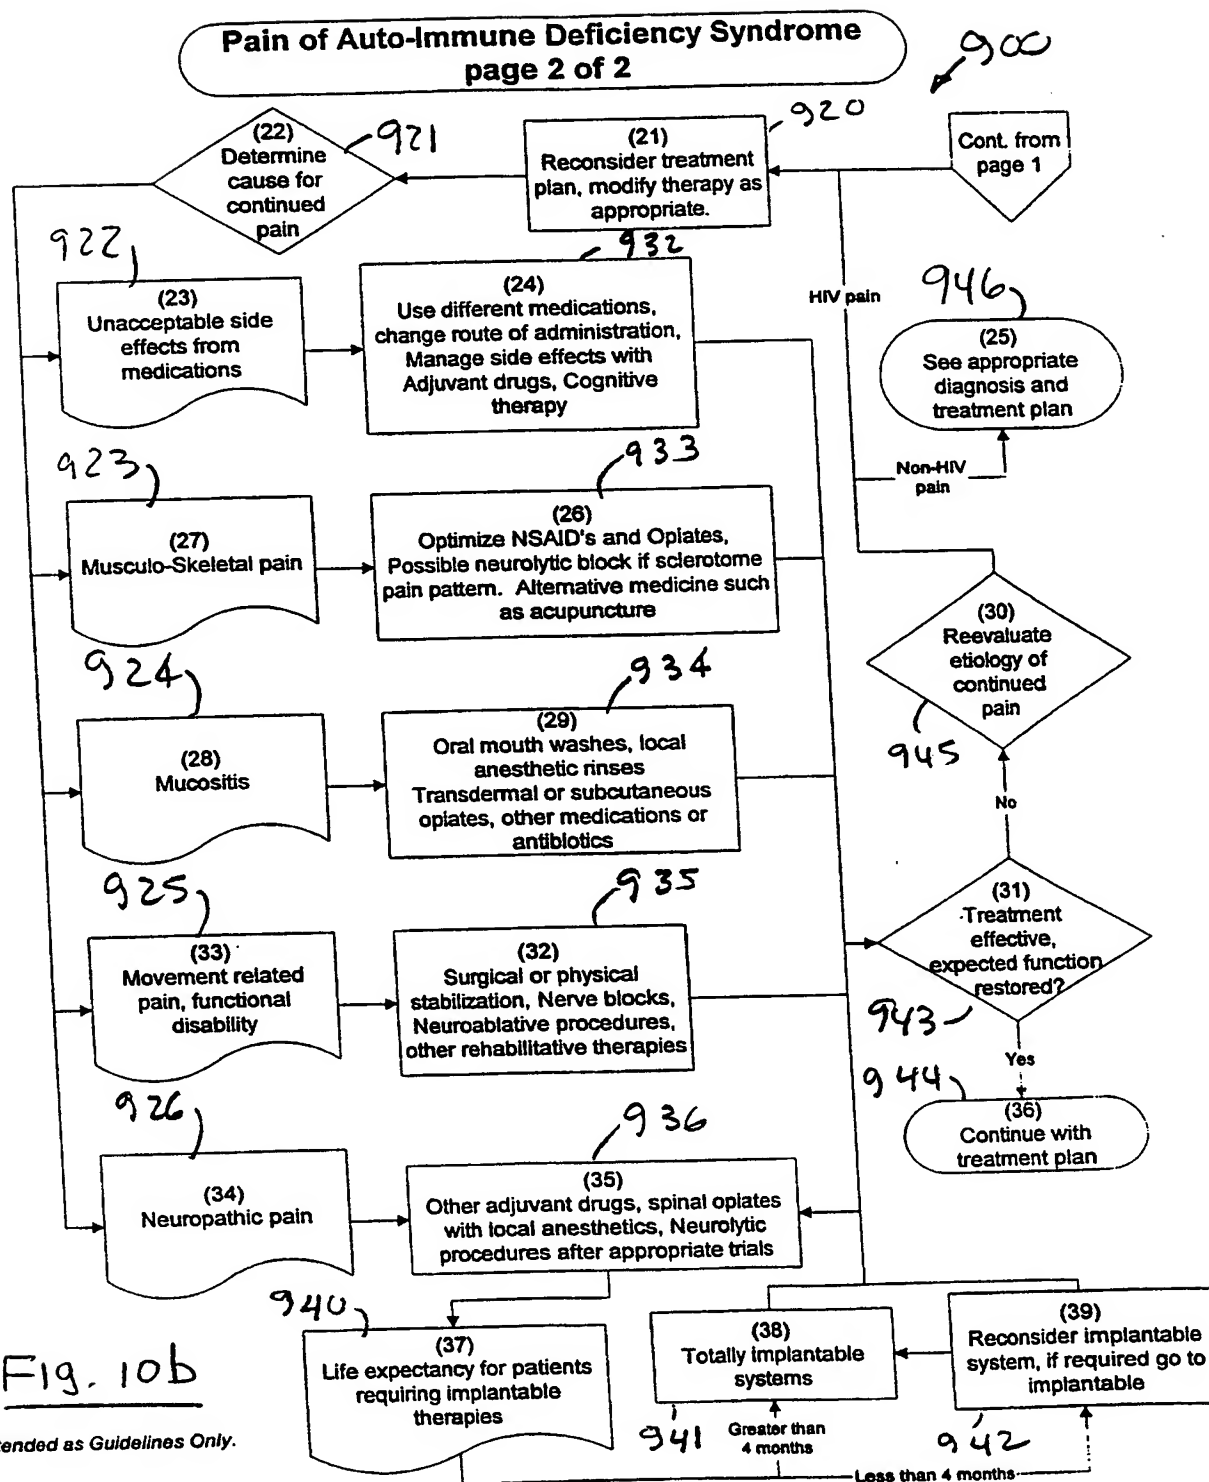 Pain of Auto-Immune Deficiency Syndrome
page 2 of 2
900
Cont. from
page 1
920
(21)
Reconsider treatment
plan, modify therapy as
appropriate.
921
(22)
Determine
cause for
continued
pain
922
(23)
Unacceptable side
effects from
medications
932
(24)
Use different medications,
change route of administration,
Manage side effects with
Adjuvant drugs, Cognitive
therapy
HIV pain
946
(25)
See appropriate
diagnosis and
treatment plan
Non-HIV
pain
923
(27)
Musculo-Skeletal pain
933
(26)
Optimize NSAID's and Opiates,
Possible neurolytic block if sclerotome
pain pattern. Alternative medicine such
as acupuncture
(30)
Reevaluate
etiology of
continued
pain
945
No
924
(28)
Mucositis
934
(29)
Oral mouth washes, local
anesthetic rinses
Transdermal or subcutaneous
opiates, other medications or
antibiotics
925
(33)
Movement related
pain, functional
disability
935
(32)
Surgical or physical
stabilization, Nerve blocks,
Neuroablative procedures,
other rehabilitative therapies
(31)
Treatment
effective,
expected function
restored?
943
Yes
944
(36)
Continue with
treatment plan
926
(34)
Neuropathic pain
936
(35)
Other adjuvant drugs, spinal opiates
with local anesthetics, Neurolytic
procedures after appropriate trials
940
(37)
Life expectancy for patients
requiring implantable
therapies
(38)
Totally implantable
systems
941
(39)
Reconsider implantable
system, if required go to
implantable
942
Greater than
4 months
Less than 4 months
Fig. 10b
tended as Guidelines Only.